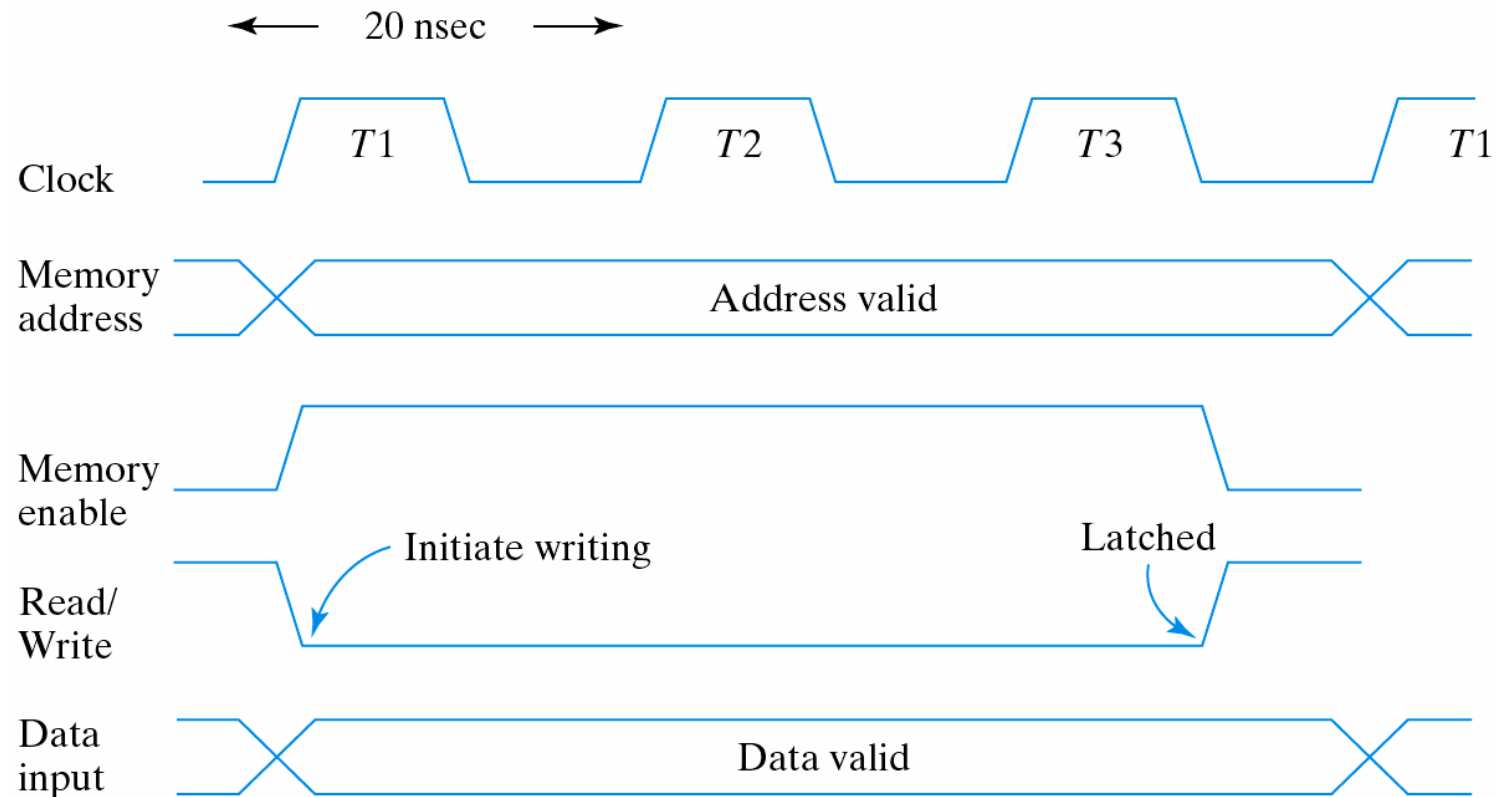 20 nsec
T1
T2
T3
T1
Clock
Memory
address
Address valid
Memory
enable
Initiate writing
Latched
Read/
Write
Data
input
Data valid